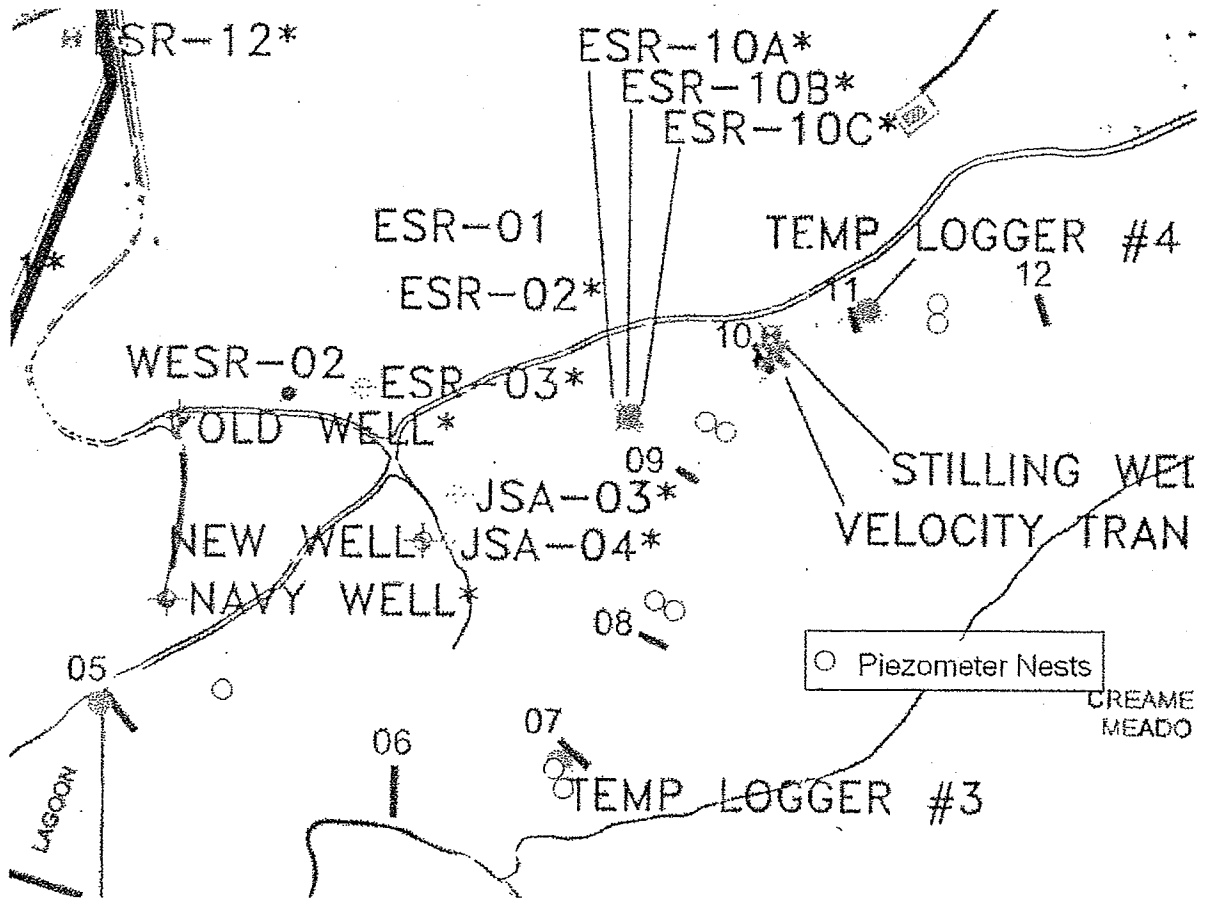 ESR-12*
ESR-10A*
ESR-10B*
ESR-10C*
ESR-01
TEMP LOGGER #4
ESR-02*
11
12
10
WESR-02
ESR-03*
OLD WELL*
09
STILLING WEL
JSA-03*
VELOCITY TRAN
NEW WELL
JSA-04*
NAVY WELL*
08
05
Piezometer Nests
CREAME
MEADO
07
06
TEMP LOGGER #3
LAGOON